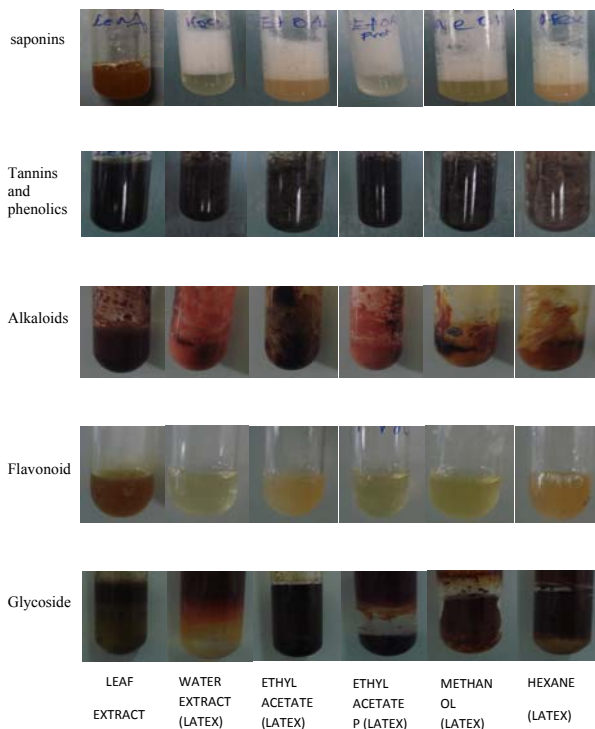 saponins
Tannins
and
phenolics
Alkaloids
Flavonoid
Glycoside
LEAF
EXTRACT
WATER
EXTRACT
(LATEX)
ETHYL
ACETATE
(LATEX)
ETHYL
ACETATE
P (LATEX)
METHAN
OL
(LATEX)
HEXANE
(LATEX)